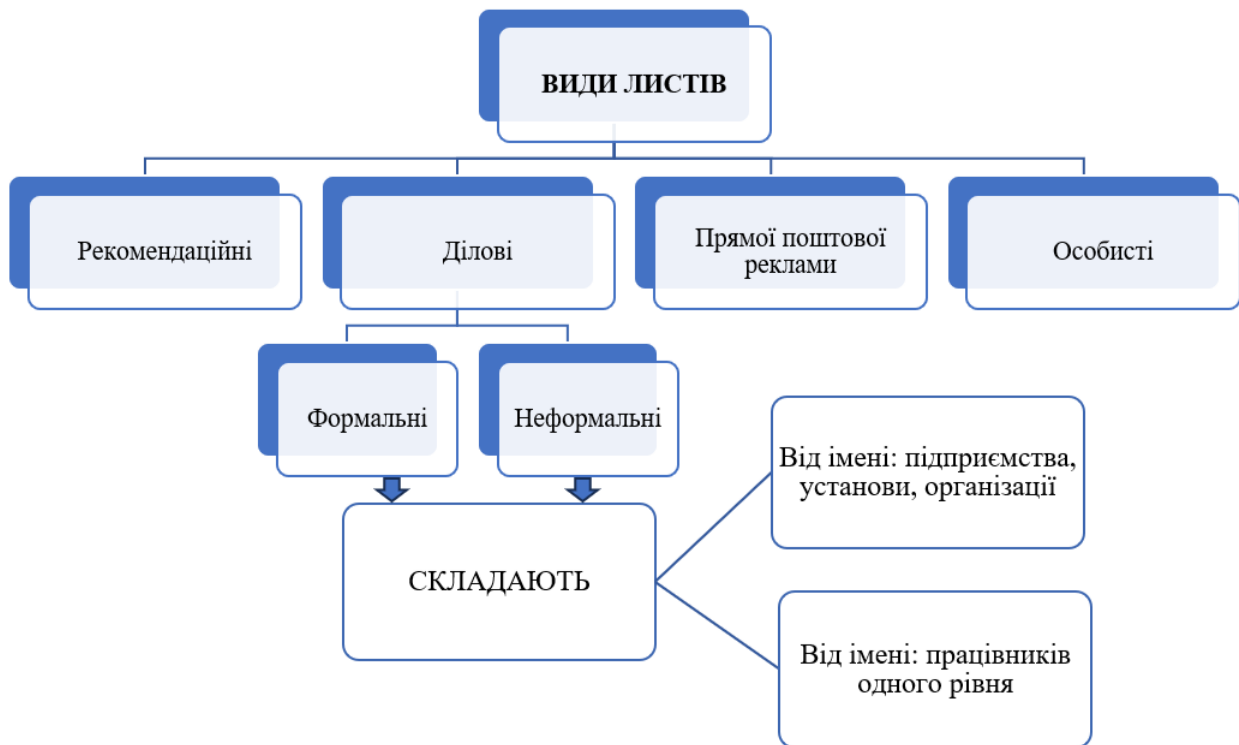 ВИДИ ЛИСТІВ
Рекомендаційні
Ділові
Прямої поштової
реклами
Особисті
Формальні
Неформальні
СКЛАДАЮТЬ
Від імені: підприємства,
установи, організації
Від імені: працівників
одного рівня